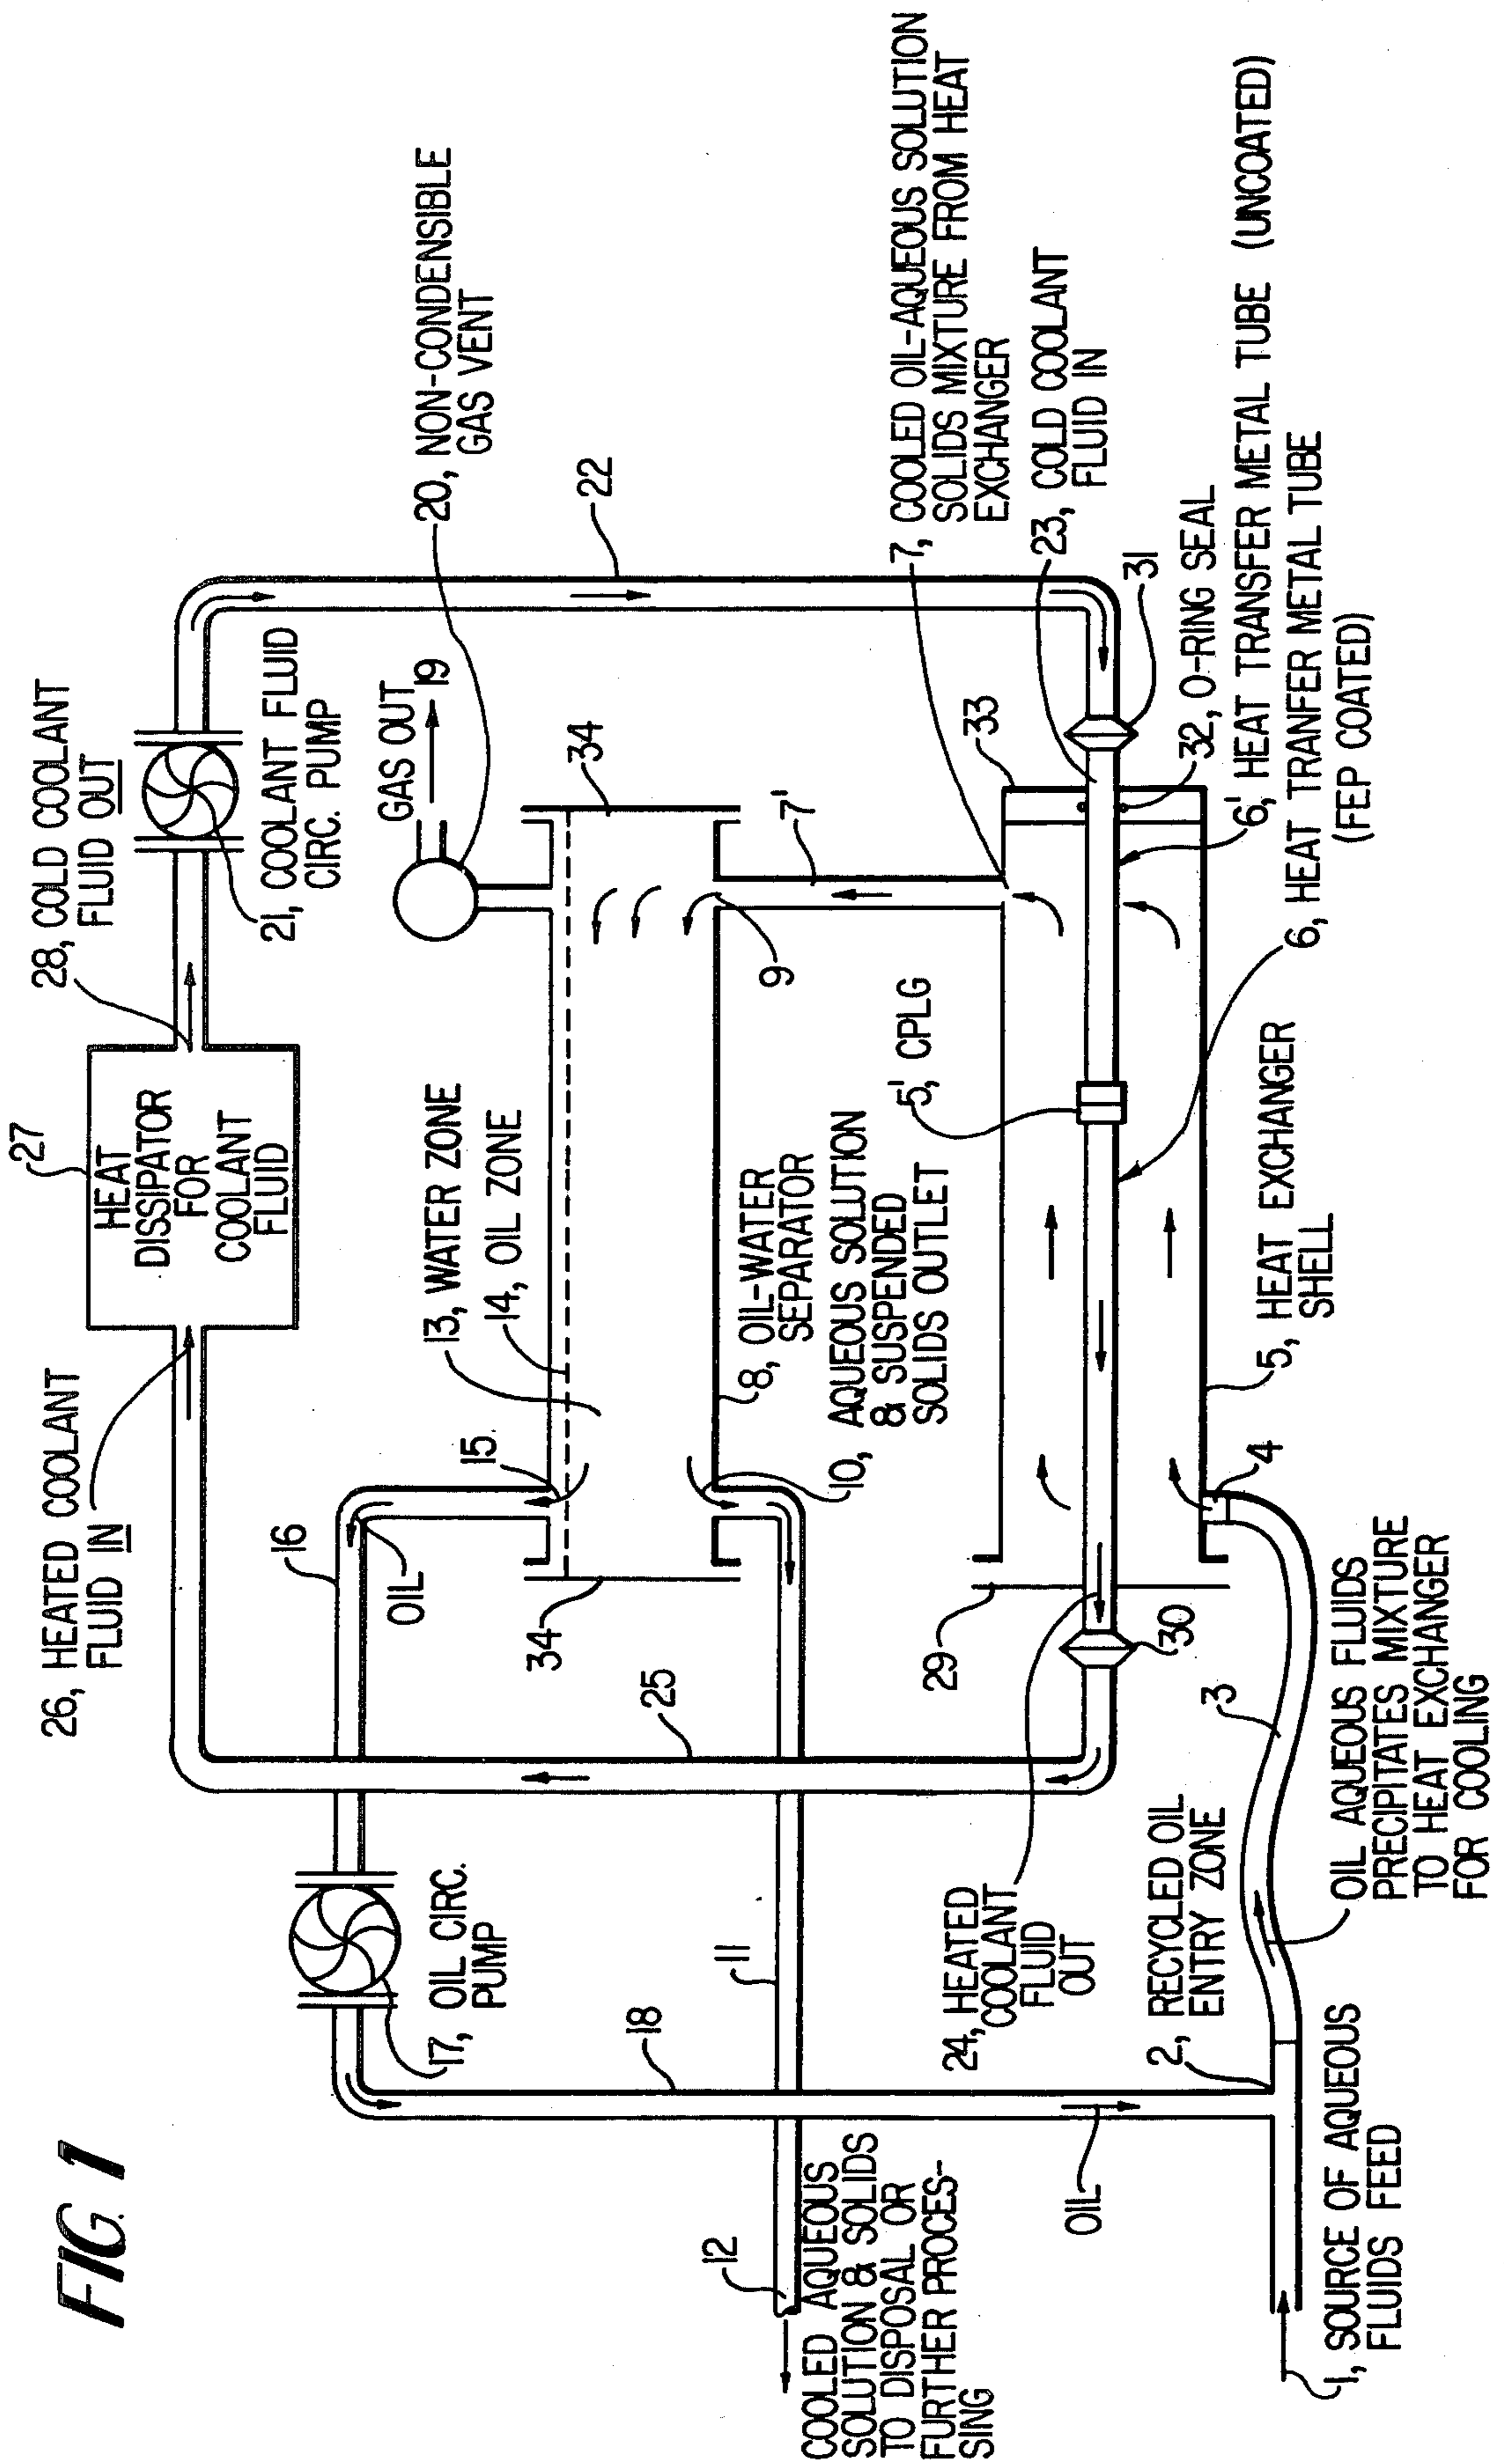 FIG. 1
27
HEAT
DISSIPATOR
FOR
COOLANT
FLUID
26, HEATED COOLANT
FLUID IN
28, COLD COOLANT
FLUID OUT
21, COOLANT FLUID
CIRC. PUMP
GAS OUT
19
20, NON-CONDENSIBLE
GAS VENT
22
16
OIL
15
13, WATER ZONE
14, OIL ZONE
34
34
17, OIL CIRC.
PUMP
25
18
11
12
COOLED AQUEOUS
SOLUTION & SOLIDS
TO DISPOSAL OR
FURTHER PROCES-
SING
8, OIL-WATER
SEPARATOR
10, AQUEOUS SOLUTION
& SUSPENDED
SOLIDS OUTLET
9
7'
5', CPLG
33
7, COOLED OIL-AQUEOUS SOLUTION
SOLIDS MIXTURE FROM HEAT
EXCHANGER
23, COLD COOLANT
FLUID IN
31
32, O-RING SEAL
6', HEAT TRANSFER METAL TUBE (UNCOATED)
6, HEAT TRANFER METAL TUBE
(FEP COATED)
29
30
24, HEATED
COOLANT
FLUID
OUT
OIL
2, RECYCLED OIL
ENTRY ZONE
3
4
5, HEAT EXCHANGER
SHELL
1, SOURCE OF AQUEOUS
FLUIDS FEED
OIL AQUEOUS FLUIDS
PRECIPITATES MIXTURE
TO HEAT EXCHANGER
FOR COOLING